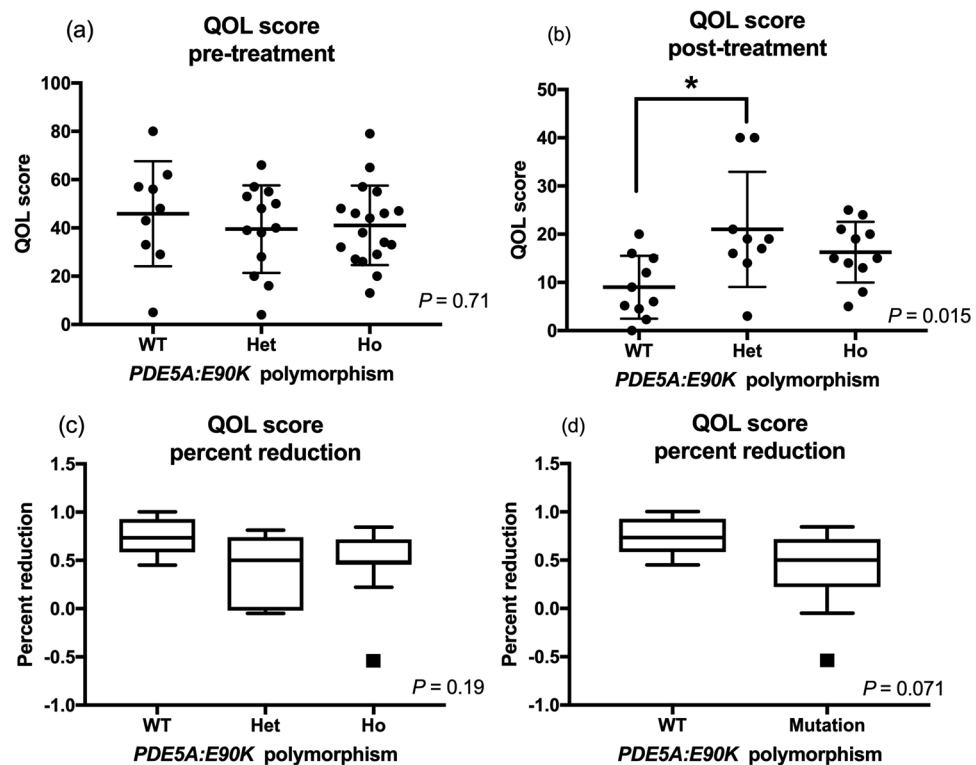 (a)
QOL score
pre-treatment
100
80
60
40
20
0
QOL score
WT
Het
Ho
P = 0.71
PDE5A:E90K polymorphism
(b)
QOL score
post-treatment
50
40
30
20
10
0
QOL score
*
WT
Het
Ho
P = 0.015
PDE5A:E90K polymorphism
(c)
QOL score
percent reduction
1.5
1.0
0.5
0.0
-0.5
-1.0
Percent reduction
WT
Het
Ho
P = 0.19
PDE5A:E90K polymorphism
(d)
QOL score
percent reduction
1.5
1.0
0.5
0.0
-0.5
-1.0
Percent reduction
WT
Mutation
P = 0.071
PDE5A:E90K polymorphism